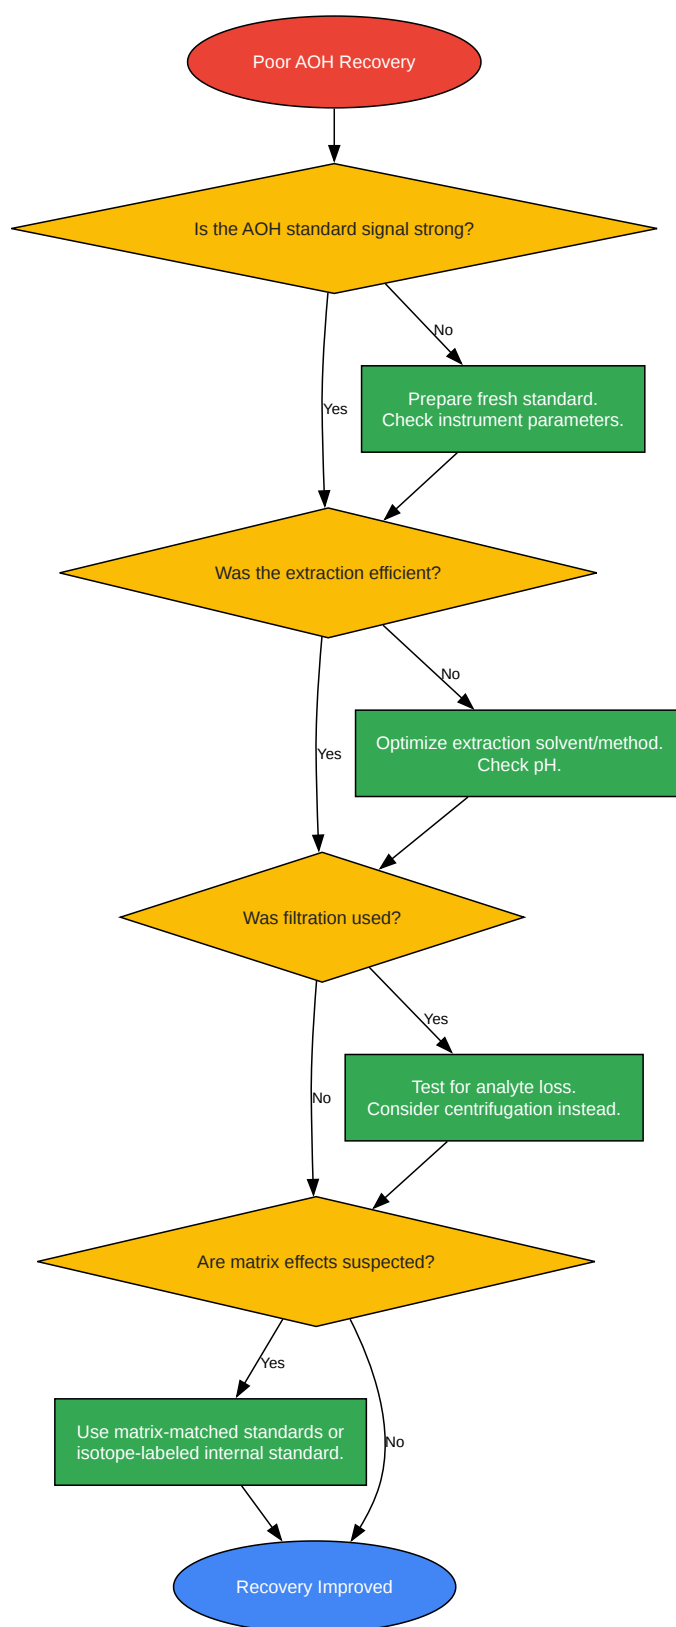 Poor AOH Recovery
Is the AOH standard signal strong?
No
Yes
Prepare fresh standard.
Check instrument parameters.
Was the extraction efficient?
No
Yes
Optimize extraction solvent/method.
Check pH.
Was filtration used?
Yes
No
Test for analyte loss.
Consider centrifugation instead.
Are matrix effects suspected?
Yes
No
Use matrix-matched standards or
isotope-labeled internal standard.
Recovery Improved